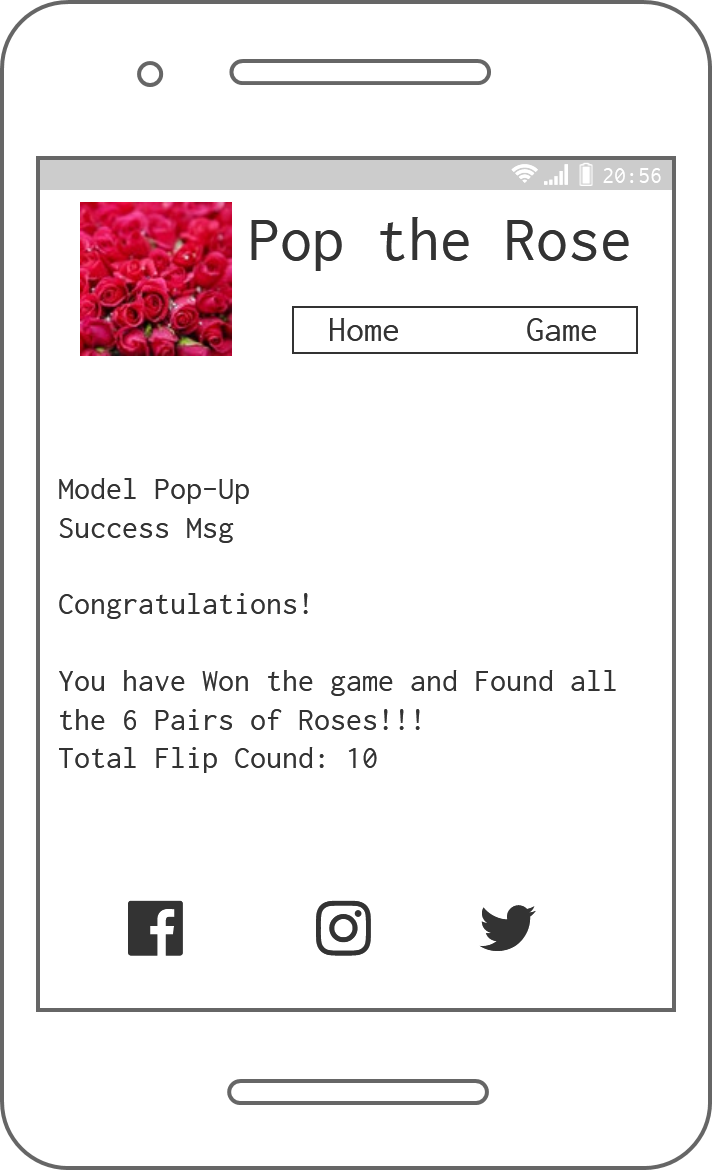 20:56
Pop the Rose
Home Game
Model Pop-Up
Success Msg
Congratulations!
You have Won the game and Found all
the 6 Pairs of Roses!!!
Total Flip Cound: 10